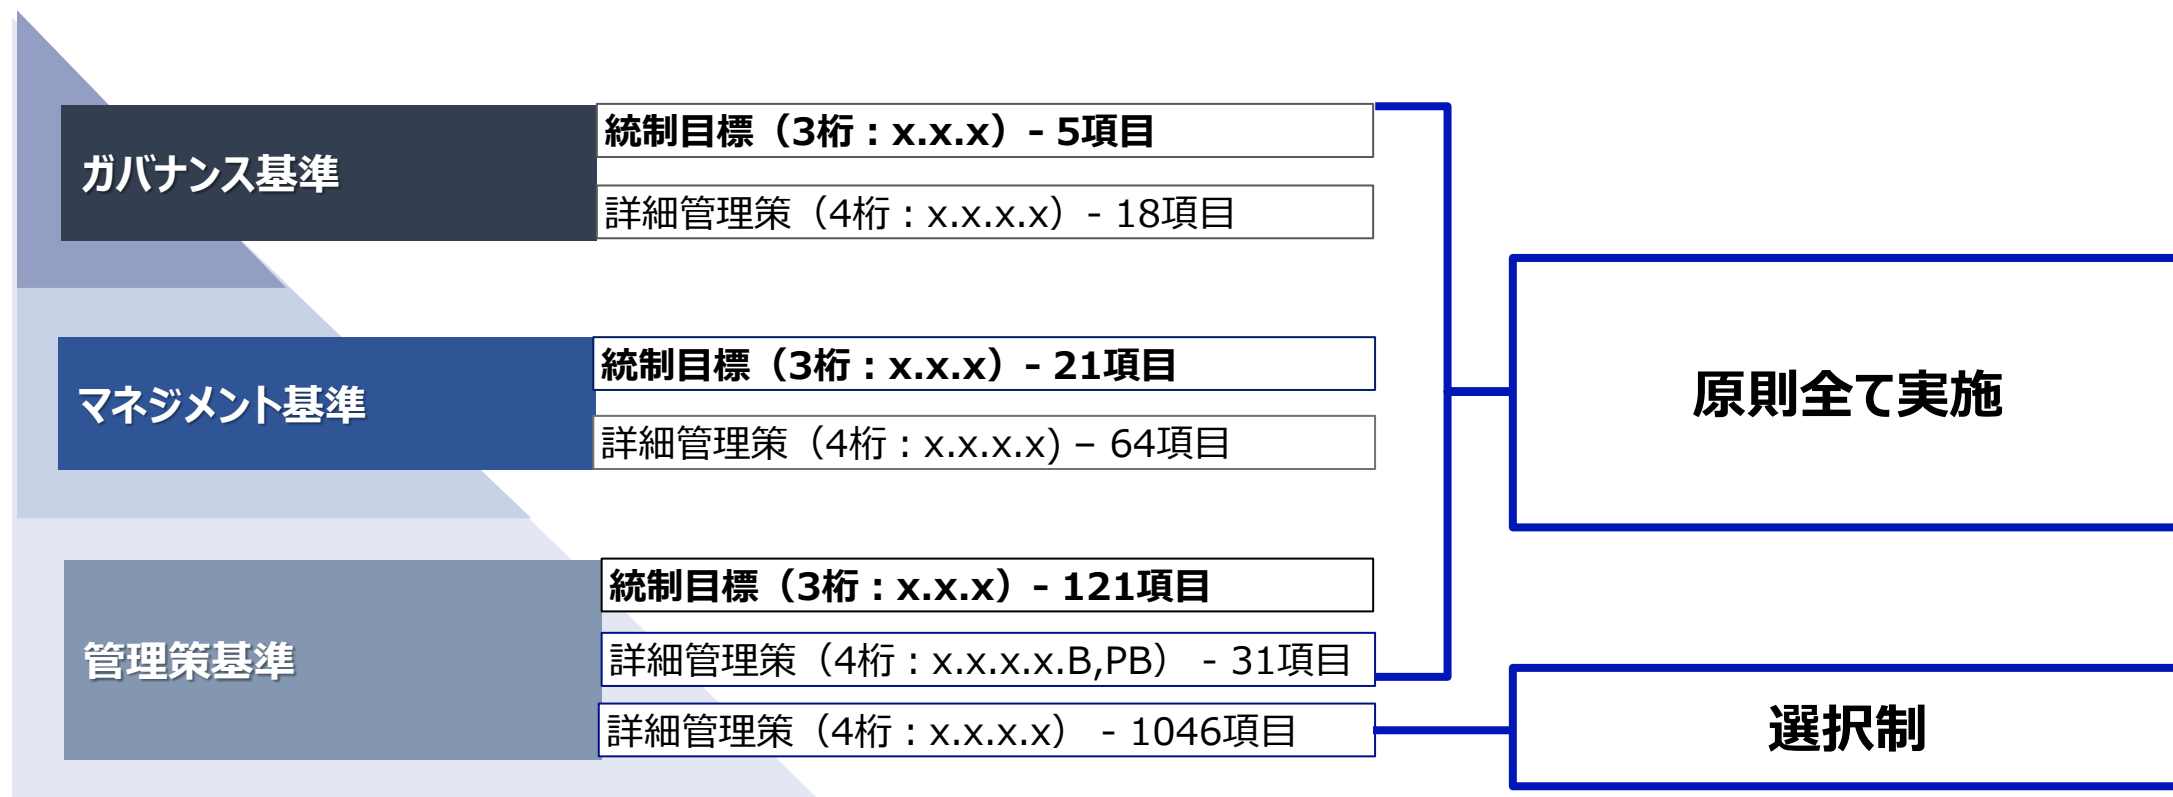 ガバナンス基準
統制目標（3桁：x.x.x）- 5項目
詳細管理策（4桁：x.x.x.x）- 18項目
マネジメント基準
統制目標（3桁：x.x.x）- 21項目
詳細管理策（4桁：x.x.x.x) – 64項目
原則全て実施
管理策基準
統制目標（3桁：x.x.x）- 121項目
詳細管理策（4桁：x.x.x.x.B,PB） - 31項目
詳細管理策（4桁：x.x.x.x） - 1046項目
選択制